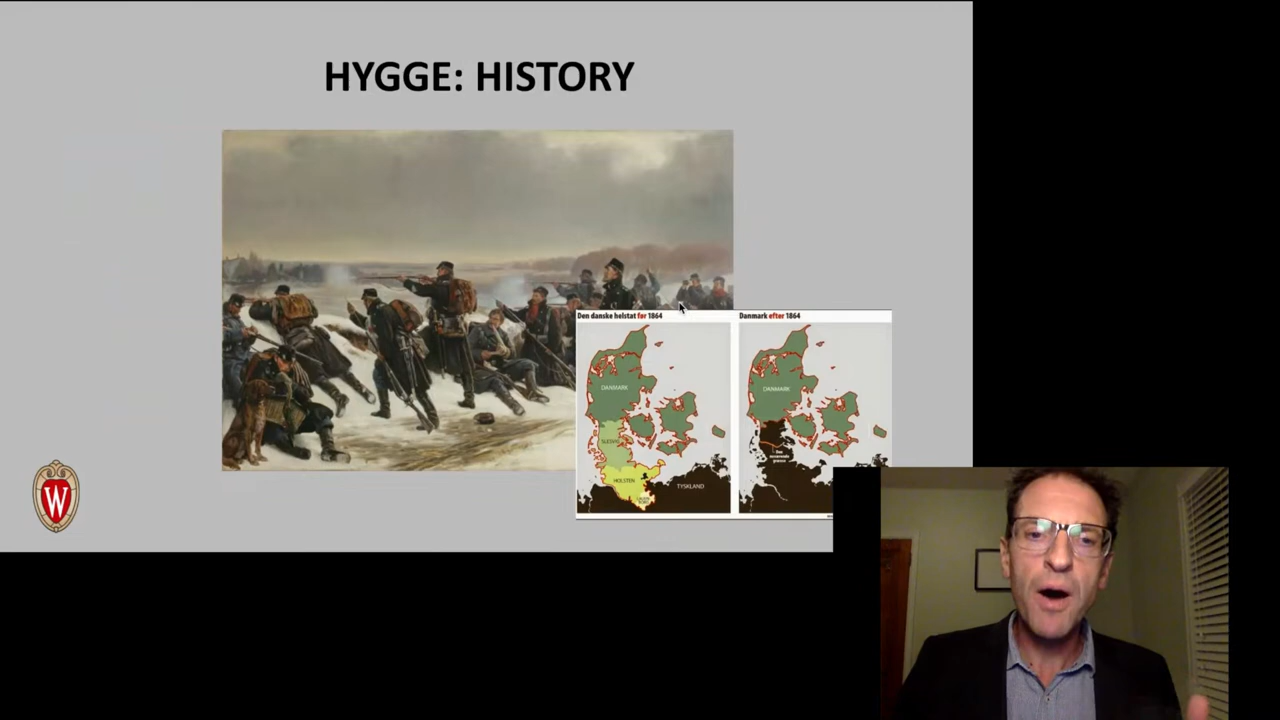 HYGGE: HISTORY
Den danske helstat før 1864
Danmark efter 1864
DANMARK
DANMARK
SLESVIG
HOLSTEN
TYSKLAND
W